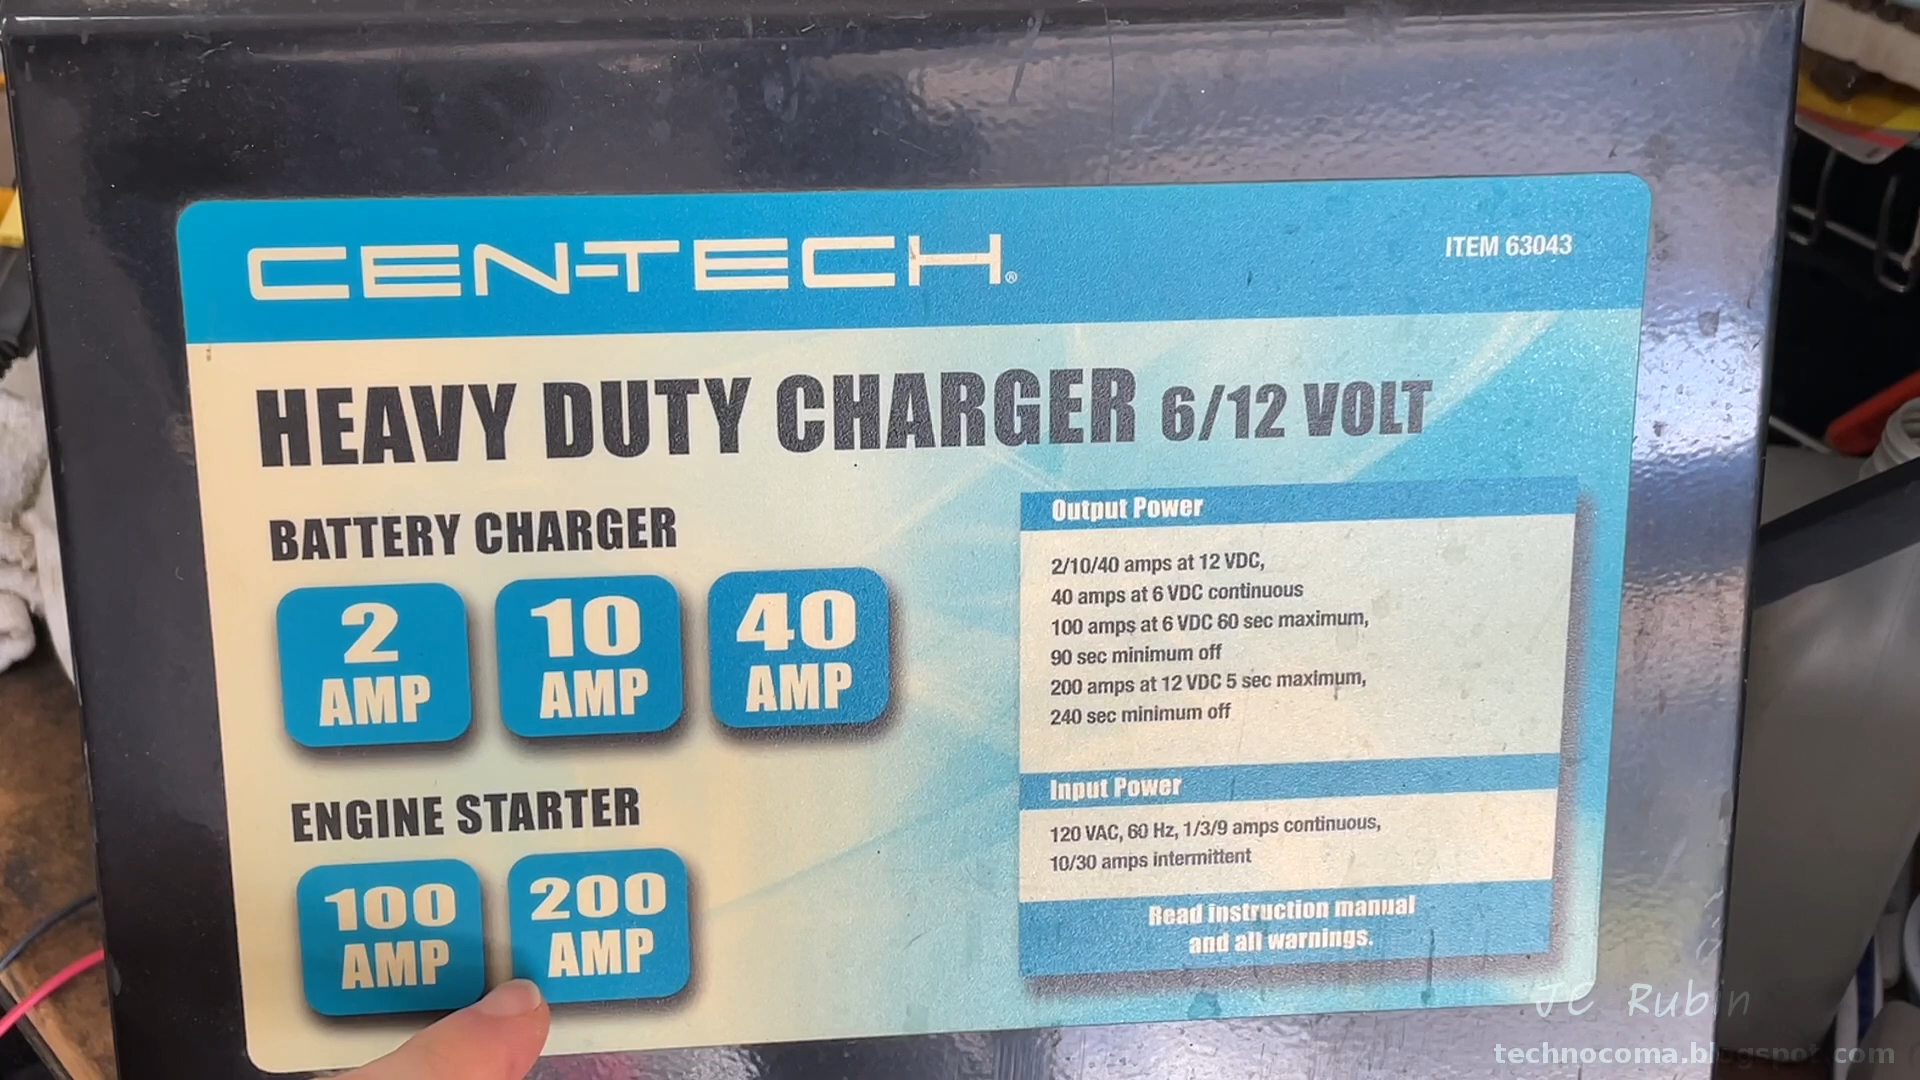 CEN-TECH®
ITEM 63043
HEAVY DUTY CHARGER 6/12 VOLT
BATTERY CHARGER
2 AMP
10 AMP
40 AMP
ENGINE STARTER
100 AMP
200 AMP
Output Power
2/10/40 amps at 12 VDC,
40 amps at 6 VDC continuous
100 amps at 6 VDC 60 sec maximum,
90 sec minimum off
200 amps at 12 VDC 5 sec maximum,
240 sec minimum off
Input Power
120 VAC, 60 Hz, 1/3/9 amps continuous,
10/30 amps intermittent
Read instruction manual
and all warnings.
JC Rubin
technocoma.blogspot.com